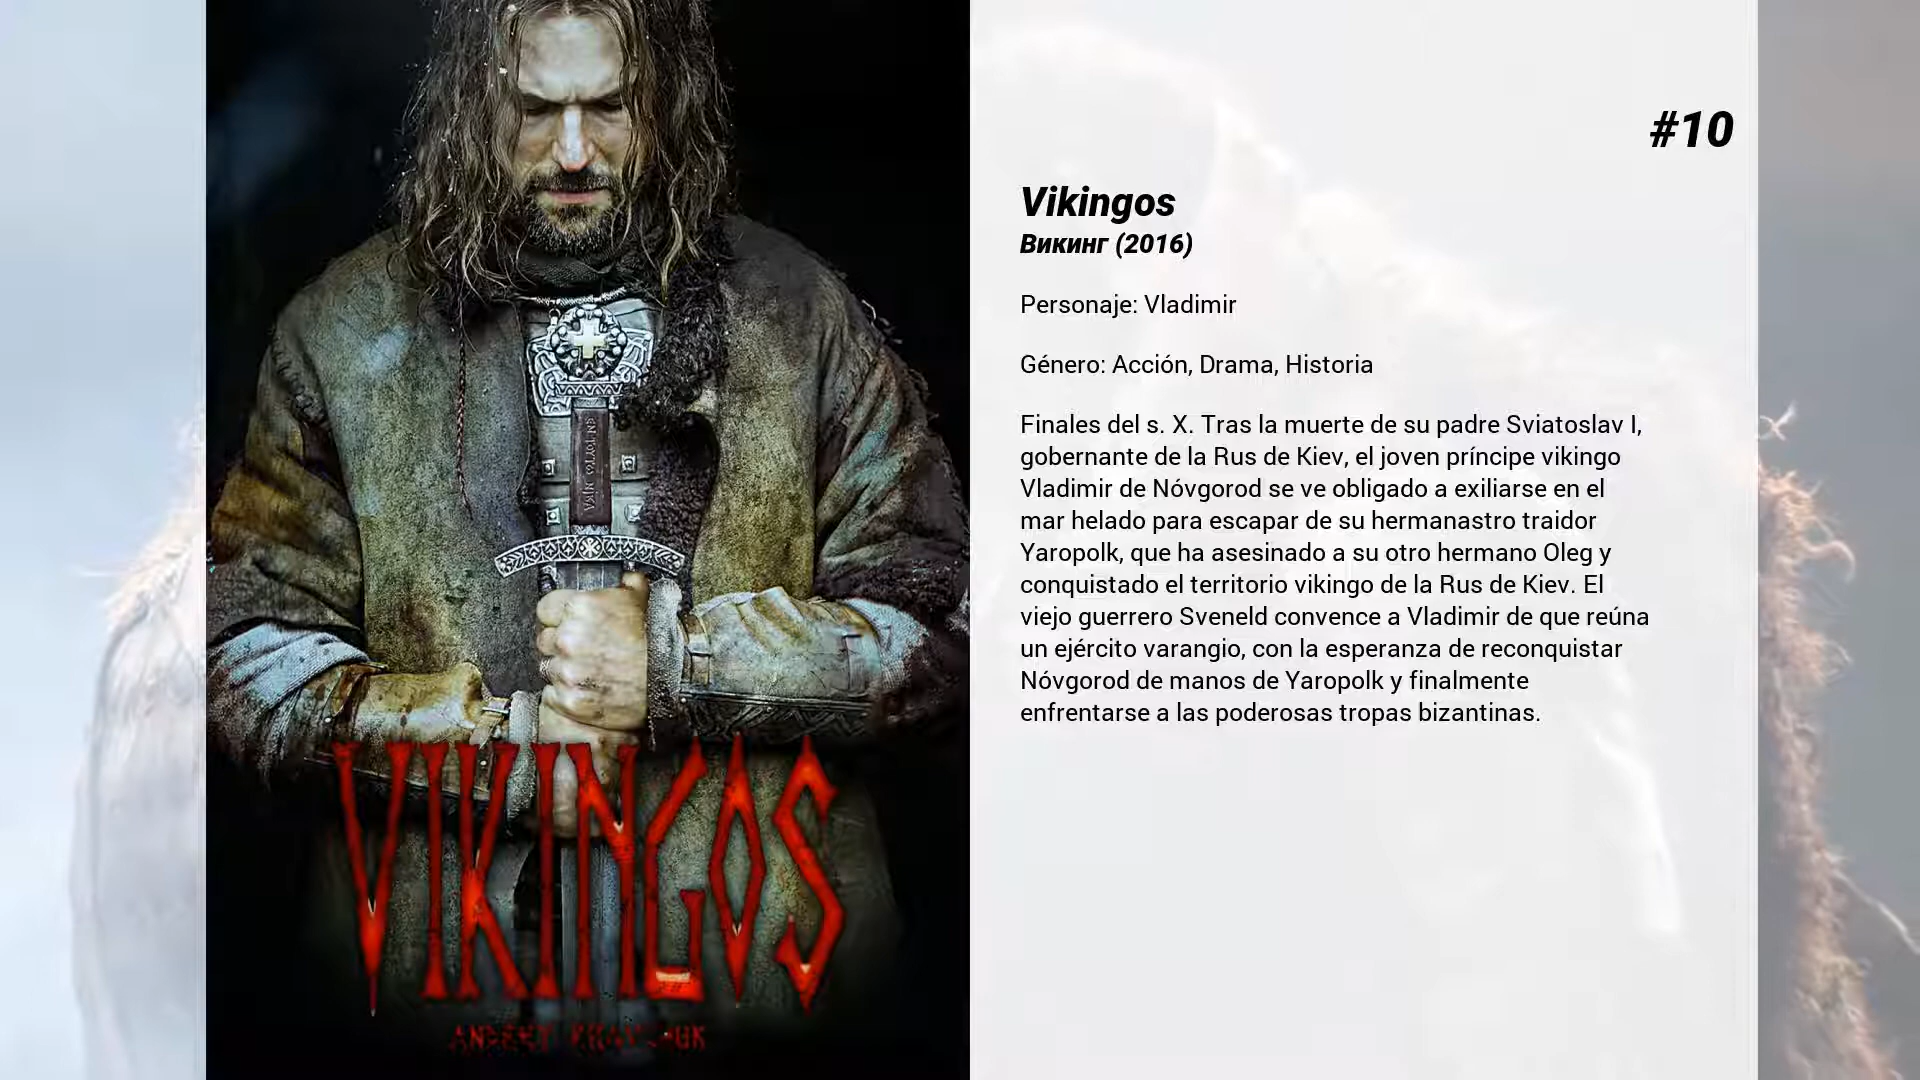 VIKINGOS
#10
Vikingos
Викинг (2016)
Personaje: Vladimir
Género: Acción, Drama, Historia
Finales del s. X. Tras la muerte de su padre Sviatoslav I,
gobernante de la Rus de Kiev, el joven príncipe vikingo
Vladimir de Nóvgorod se ve obligado a exiliarse en el
mar helado para escapar de su hermanastro traidor
Yaropolk, que ha asesinado a su otro hermano Oleg y
conquistado el territorio vikingo de la Rus de Kiev. El
viejo guerrero Sveneld convence a Vladimir de que reúna
un ejército varangio, con la esperanza de reconquistar
Nóvgorod de manos de Yaropolk y finalmente
enfrentarse a las poderosas tropas bizantinas.